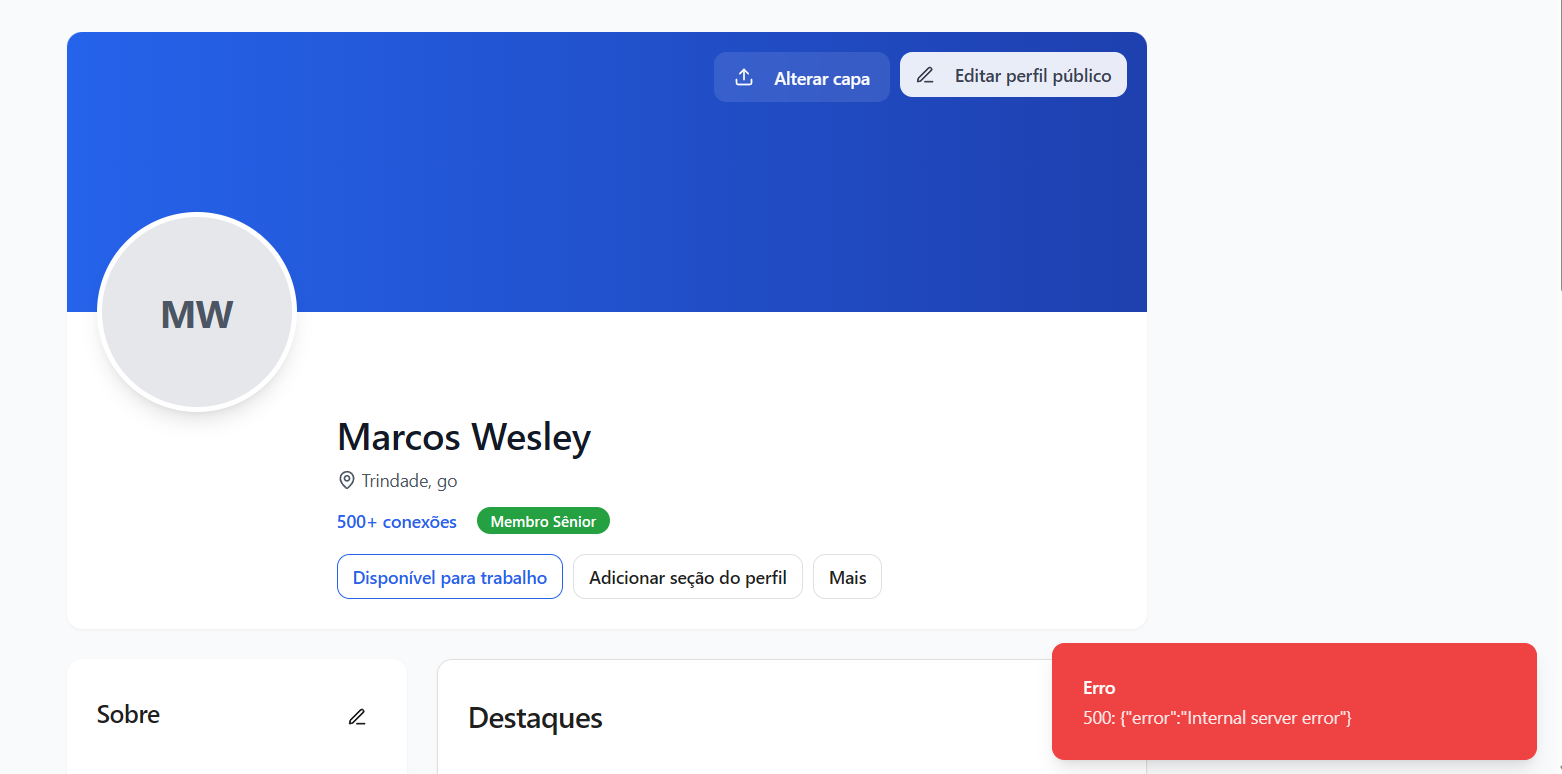 Alterar capa
Editar perfil público
MW
Marcos Wesley
Trindade, go
500+ conexões
Membro Sênior
Disponível para trabalho
Adicionar seção do perfil
Mais
Sobre
Destaques
Erro
500: {"error":"Internal server error"}